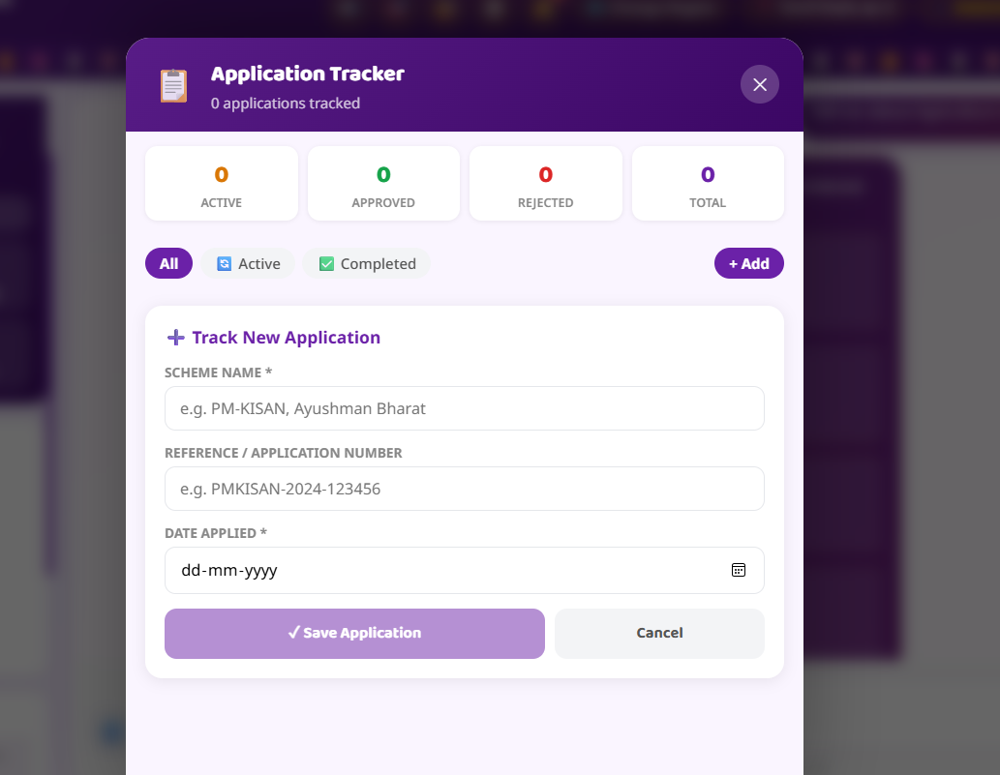 Application Tracker
0 applications tracked
0
ACTIVE
0
APPROVED
0
REJECTED
0
TOTAL
All
Active
Completed
+ Add
Track New Application
SCHEME NAME *
e.g. PM-KISAN, Ayushman Bharat
REFERENCE / APPLICATION NUMBER
e.g. PMKISAN-2024-123456
DATE APPLIED *
dd-mm-yyyy
✓ Save Application
Cancel